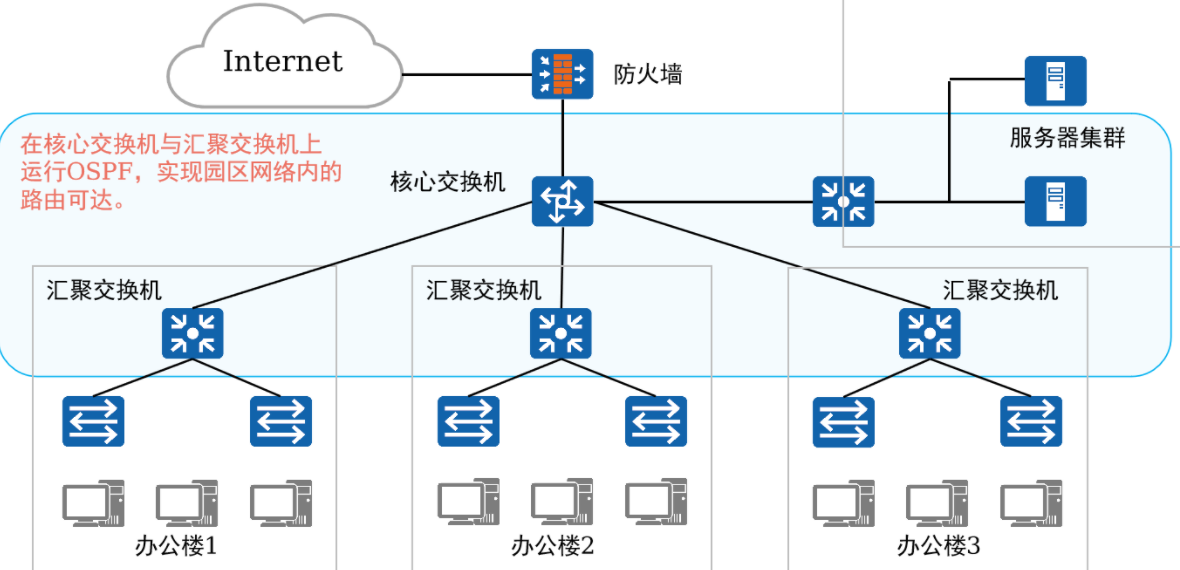 Internet
防火墙
服务器集群
在核心交换机与汇聚交换机上
运行OSPF，实现园区网络内的
路由可达。
核心交换机
汇聚交换机
汇聚交换机
汇聚交换机
办公楼1
办公楼2
办公楼3